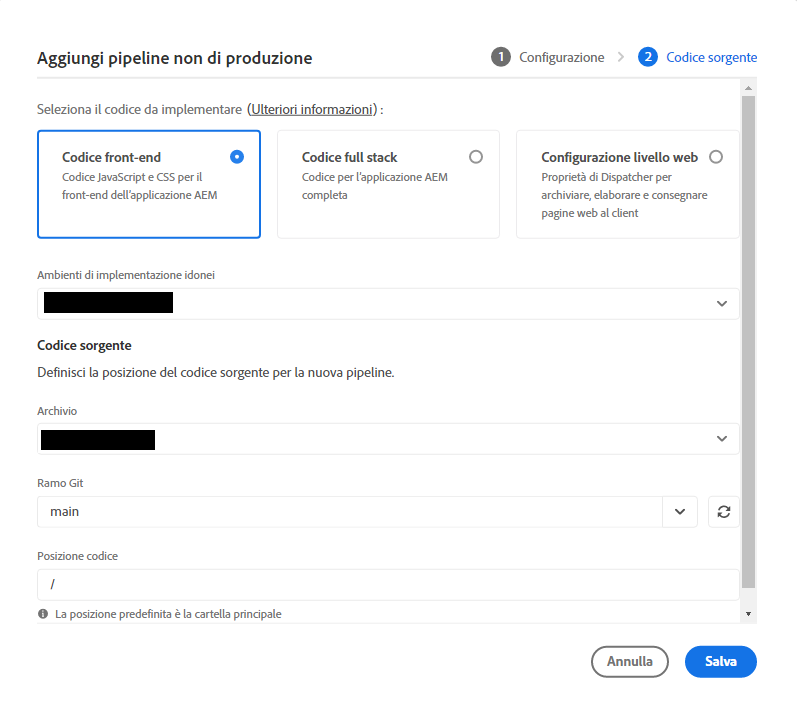 Aggiungi pipeline non di produzione
1 Configurazione > 2 Codice sorgente
Seleziona il codice da implementare (Ulteriori informazioni) :
Codice front-end
Codice JavaScript e CSS per il
front-end dell'applicazione AEM
Codice full stack
Codice per l'applicazione AEM
completa
Configurazione livello web
Proprietà di Dispatcher per
archiviare, elaborare e consegnare
pagine web al client
Ambienti di implementazione idonei
Codice sorgente
Definisci la posizione del codice sorgente per la nuova pipeline.
Archivio
Ramo Git
main
Posizione codice
/
La posizione predefinita è la cartella principale
Annulla
Salva